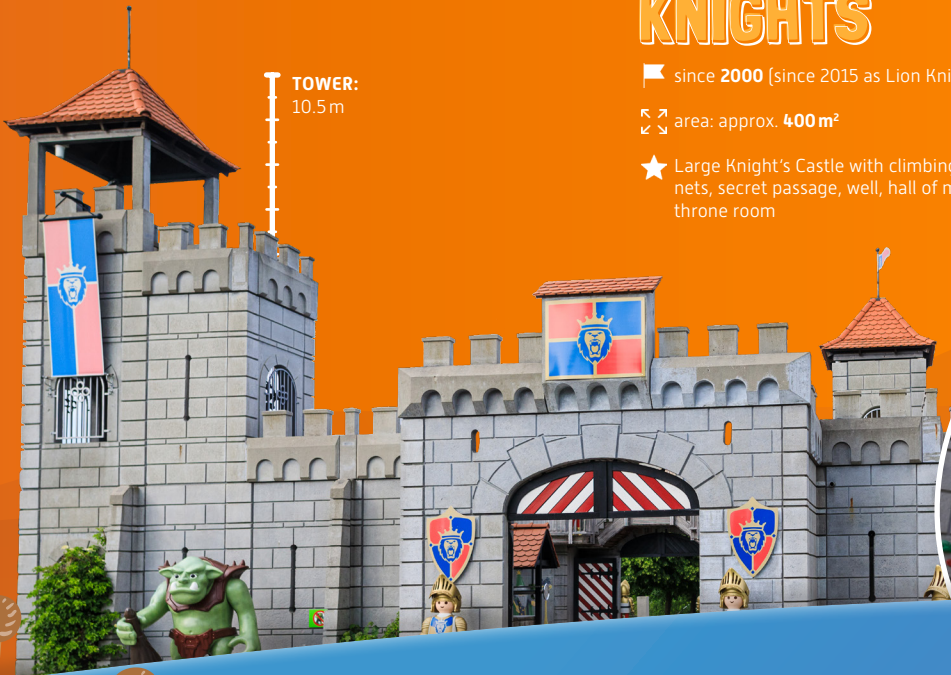 KNIGHTS
since 2000 (since 2015 as Lion Kni
area: approx. 400 m²
Large Knight's Castle with climbing
nets, secret passage, well, hall of
throne room
TOWER:
10.5 m